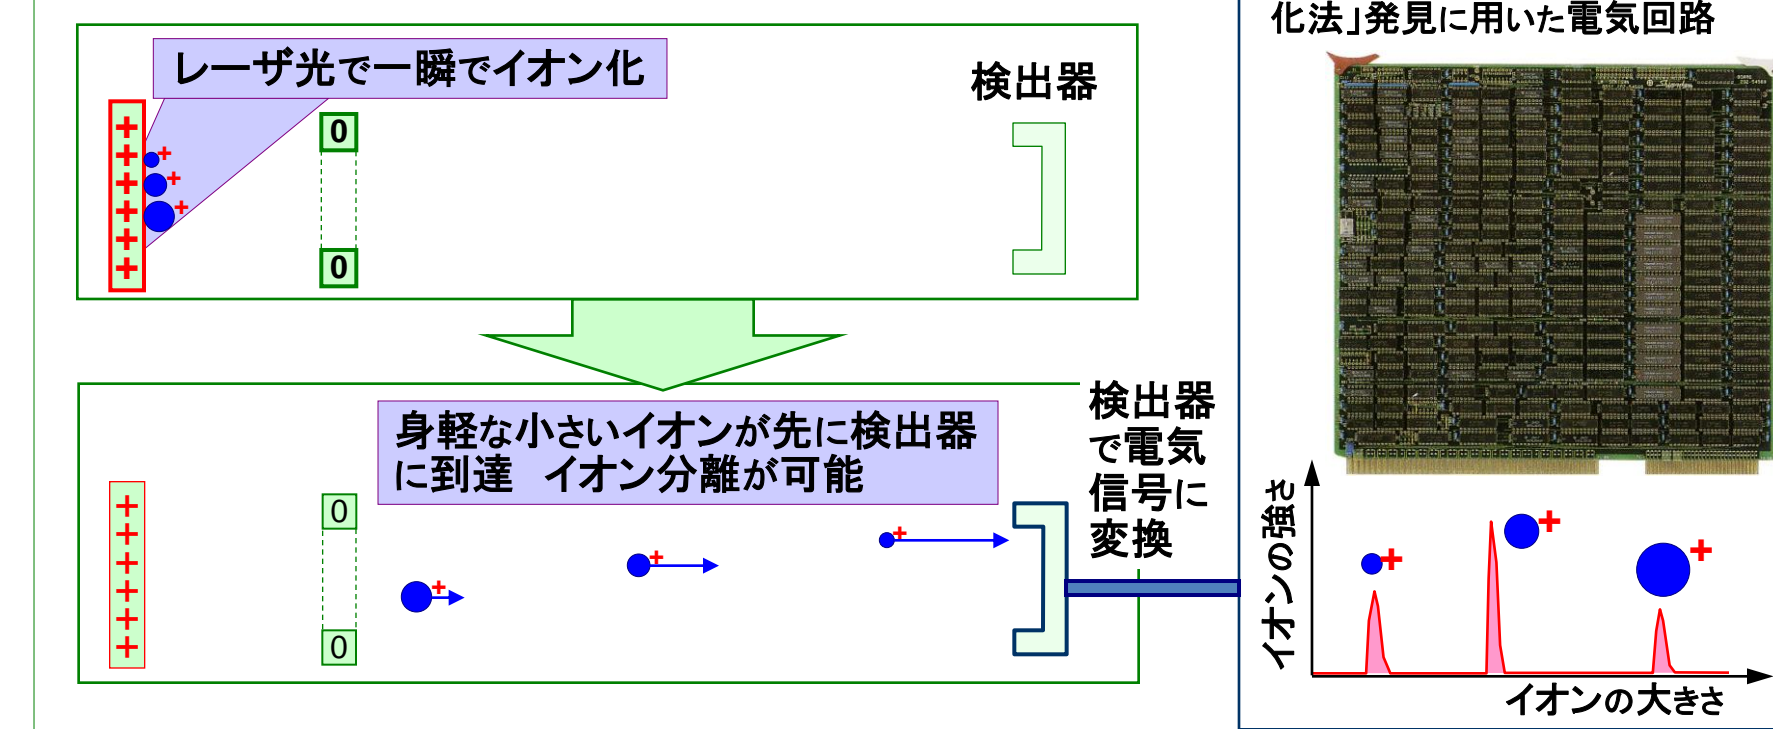 化法」発見に用いた電気回路
レーザ光で一瞬でイオン化
検出器
+
+
+
+
+
+
+
+
+
0
0
身軽な小さいイオンが先に検出器
に到達 イオン分離が可能
検出器
で電気
信号に
変換
+
+
+
+
+
+
0
0
+
+
+
イオンの強さ
+
+
+
イオンの大きさ